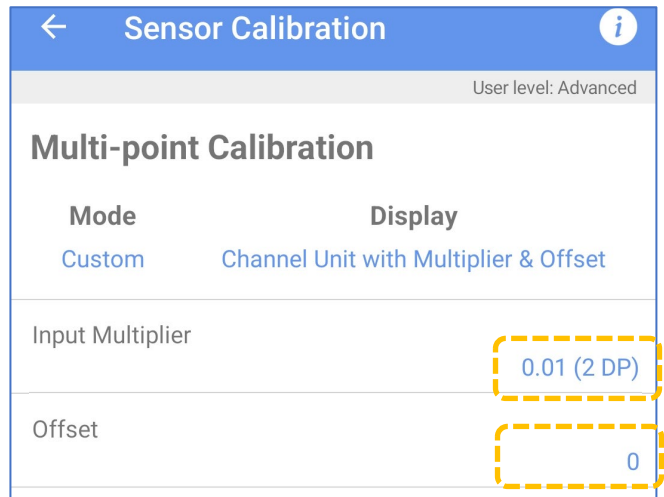 Sensor Calibration
i
User level: Advanced
Multi-point Calibration
Mode Display
Custom Channel Unit with Multiplier & Offset
Input Multiplier
0.01 (2 DP)
Offset
0